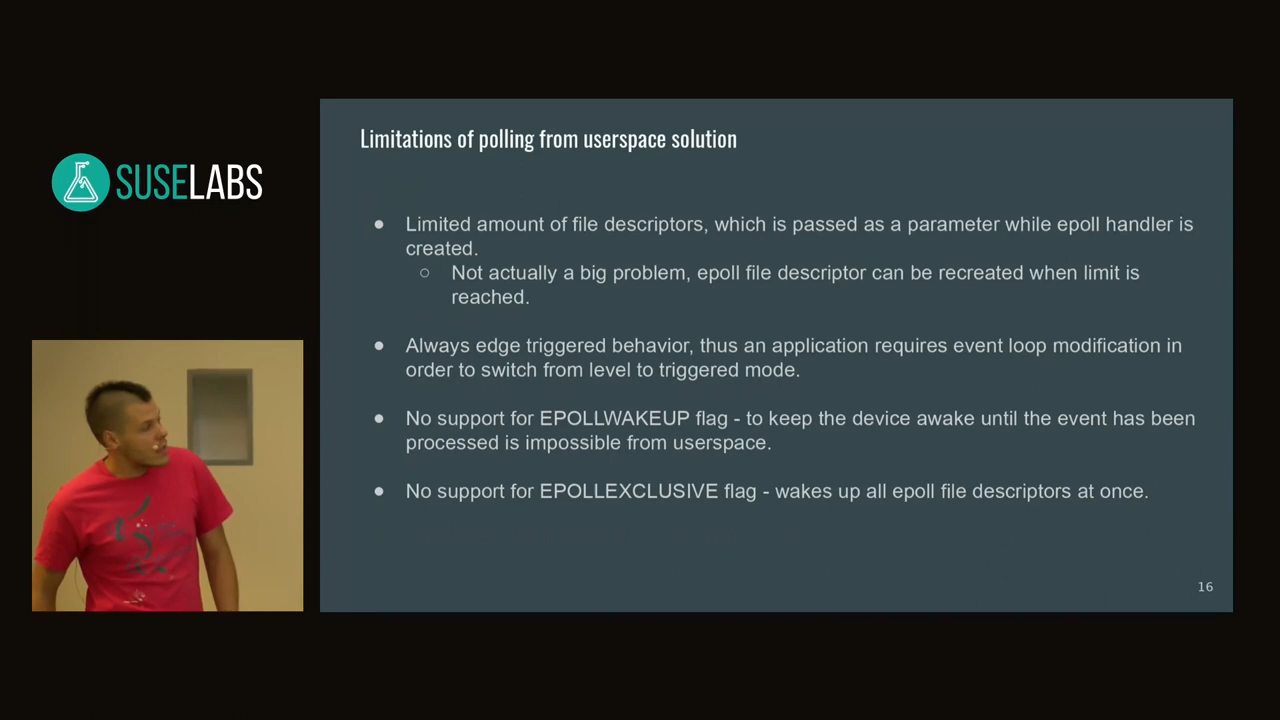 SUSELABS
Limitations of polling from userspace solution
● Limited amount of file descriptors, which is passed as a parameter while epoll handler is
created.
○ Not actually a big problem, epoll file descriptor can be recreated when limit is
reached.
● Always edge triggered behavior, thus an application requires event loop modification in
order to switch from level to triggered mode.
● No support for EPOLLWAKEUP flag - to keep the device awake until the event has been
processed is impossible from userspace.
● No support for EPOLLEXCLUSIVE flag - wakes up all epoll file descriptors at once.
16